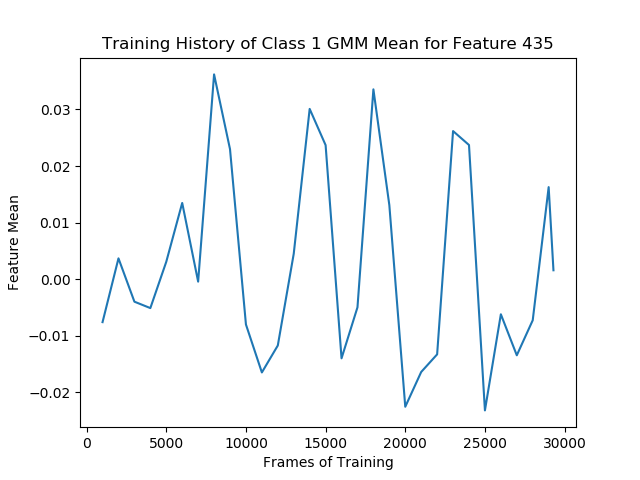 Training History of Class 1 GMM Mean for Feature 435
0.03
0.02
0.01
0.00
−0.01
−0.02
Feature Mean
0 5000 10000 15000 20000 25000 30000
Frames of Training